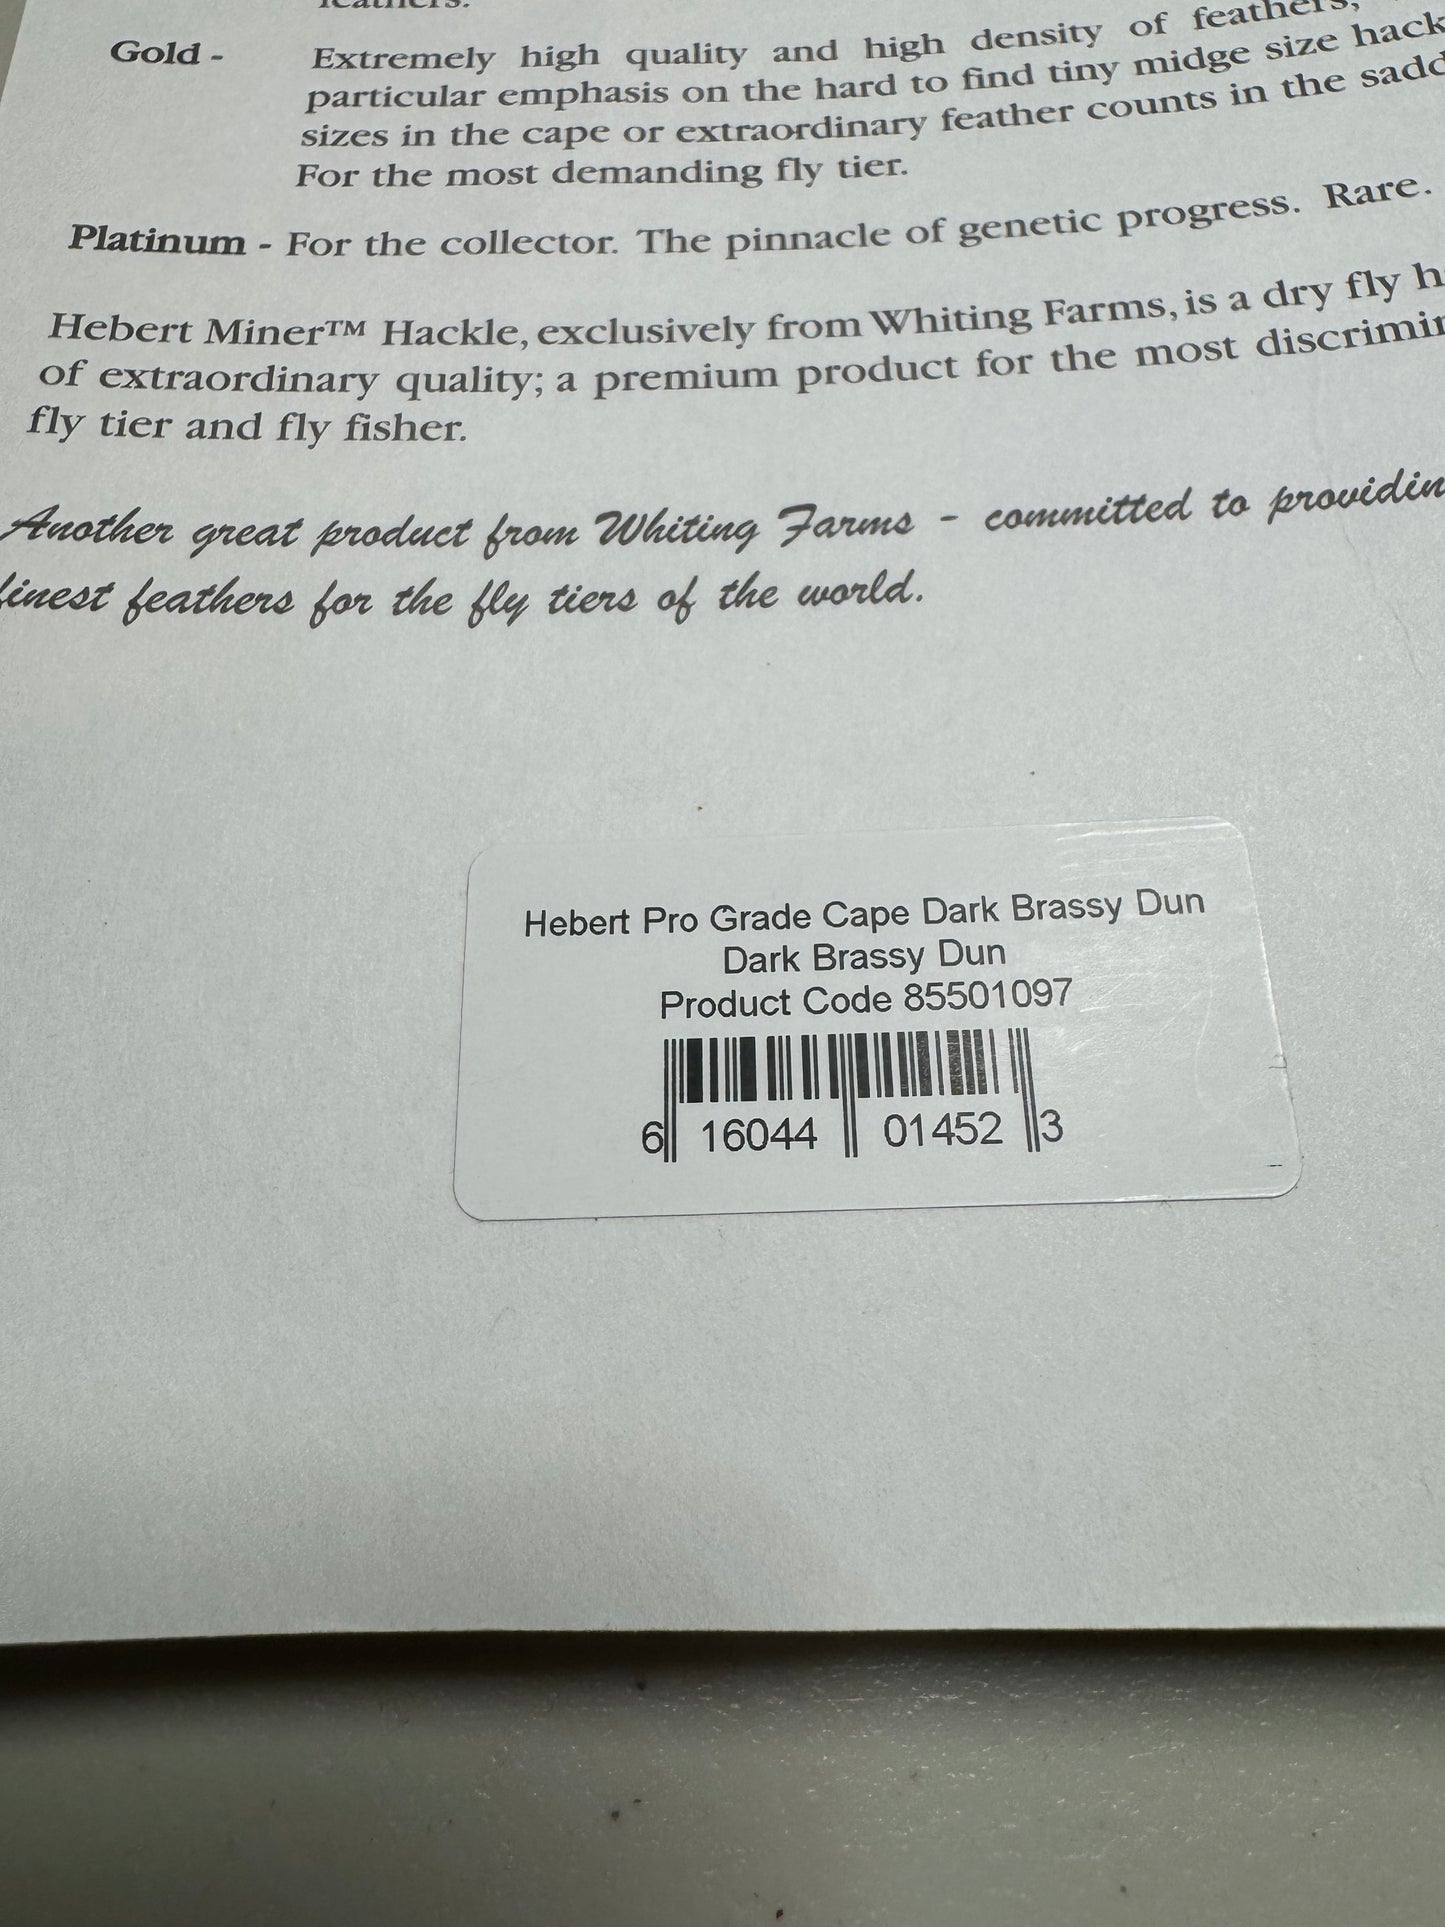 feathers.
Gold - Extremely high quality and high density of feathers,
particular emphasis on the hard to find tiny midge size
sizes in the cape or extraordinary feather counts in the
For the most demanding fly tier.
Platinum - For the collector. The pinnacle of genetic progress. Rare.
Hebert Miner™ Hackle, exclusively from Whiting Farms, is a dry fly
of extraordinary quality; a premium product for the most
fly tier and fly fisher.
Another great product from Whiting Farms - committed to
finest feathers for the fly tiers of the world.
Hebert Pro Grade Cape Dark Brassy Dun
Dark Brassy Dun
Product Code 85501097
6 16044 01452 3